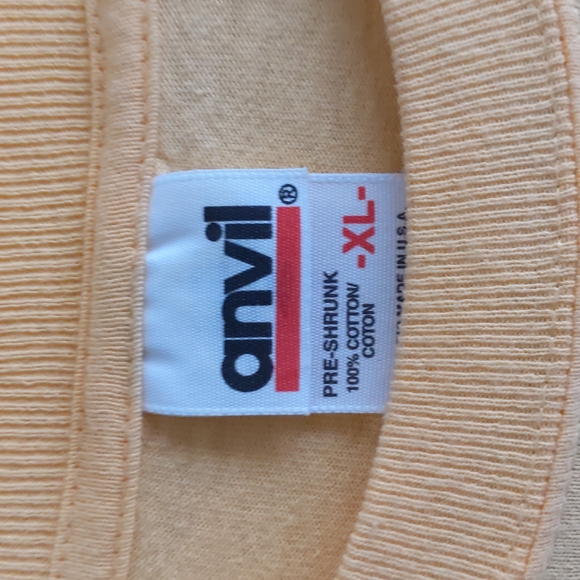 anvil®
PRE-SHRUNK
100% COTTON/
COTON
-XL-
MADE IN U.S.A.